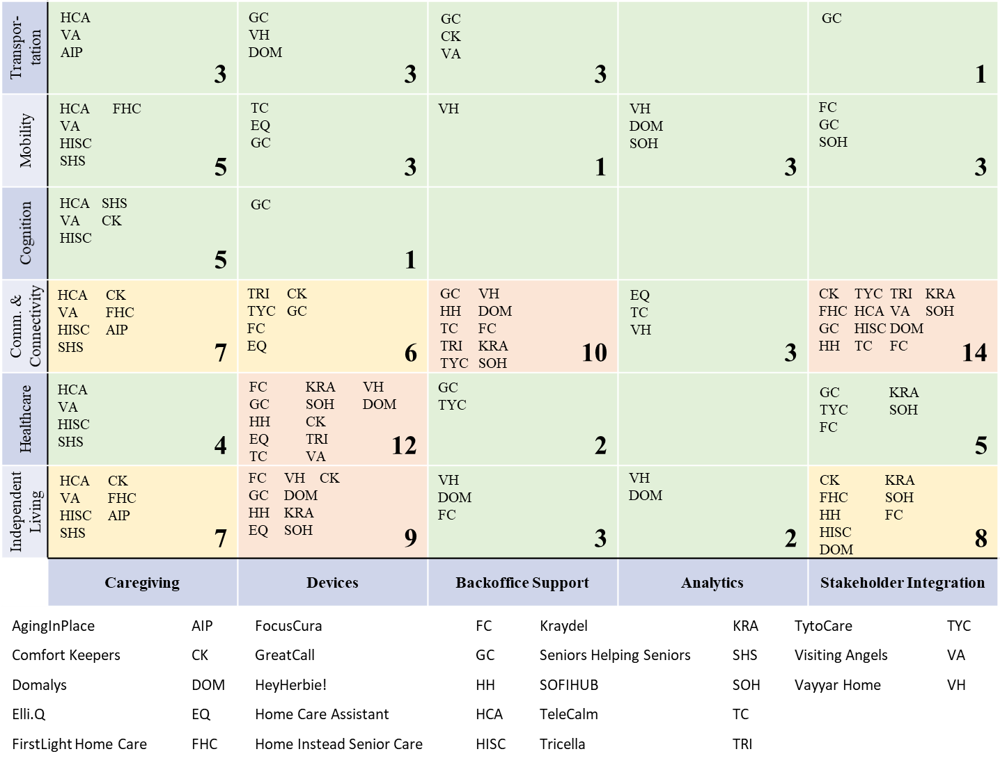 Transpor-
tation
HCA
VA
AIP
3
GC
VH
DOM
3
GC
CK
VA
3
GC
1
Mobility
HCA FHC
VA
HISC
SHS
5
TC
EQ
GC
3
VH
1
VH
DOM
SOH
3
FC
GC
SOH
3
Cognition
HCA SHS
VA CK
HISC
5
GC
1
Comm. &
Connectivity
HCA CK
VA FHC
HISC AIP
SHS
7
TRI CK
TYC GC
FC
EQ
6
GC VH
HH DOM
TC FC
TRI KRA
TYC SOH
10
EQ
TC
VH
3
CK TYC TRI KRA
FHC HCA VA SOH
GC HISC DOM
HH TC FC
14
Healthcare
HCA
VA
HISC
SHS
4
FC KRA VH
GC SOH DOM
HH CK
EQ TRI
TC VA
12
GC
TYC
2
GC KRA
TYC SOH
FC
5
Independent
Living
HCA CK
VA FHC
HISC AIP
SHS
7
FC VH CK
GC DOM
HH KRA
EQ SOH
9
VH
DOM
FC
3
VH
DOM
2
CK KRA
FHC SOH
HH FC
HISC
DOM
8
Caregiving Devices Backoffice Support Analytics Stakeholder Integration
AgingInPlace AIP FocusCura FC Kraydel KRA TytoCare TYC
Comfort Keepers CK GreatCall GC Seniors Helping Seniors SHS Visiting Angels VA
Domalys DOM HeyHerbie! HH SOFIHUB SOH Vayyar Home VH
Elli.Q EQ Home Care Assistant HCA TeleCalm TC
FirstLight Home Care FHC Home Instead Senior Care HISC Tricella TRI